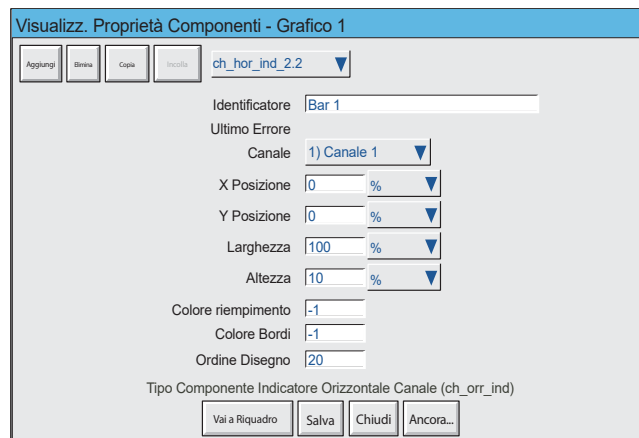 Visualizz. Proprietà Componenti - Grafico 1
Aggiungi Elimina Copia Incolla ch_hor_ind_2.2
Identificatore Bar 1
Ultimo Errore
Canale 1) Canale 1
X Posizione 0 %
Y Posizione 0 %
Larghezza 100 %
Altezza 10 %
Colore riempimento -1
Colore Bordi -1
Ordine Disegno 20
Tipo Componente Indicatore Orizzontale Canale (ch_orr_ind)
Vai a Riquadro Salva Chiudi Ancora...